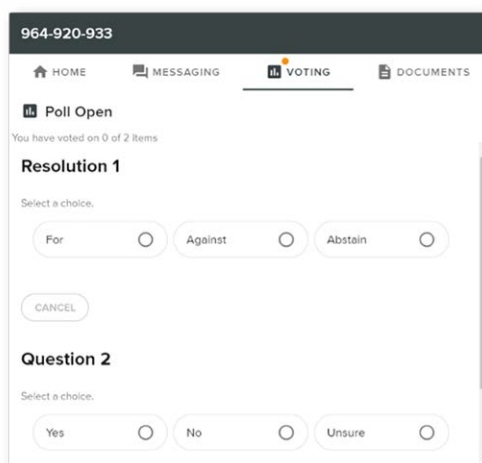 964-920-933
HOME MESSAGING VOTING DOCUMENTS
Poll Open
You have voted on 0 of 2 items
Resolution 1
Select a choice.
For Against Abstain
CANCEL
Question 2
Select a choice.
Yes No Unsure